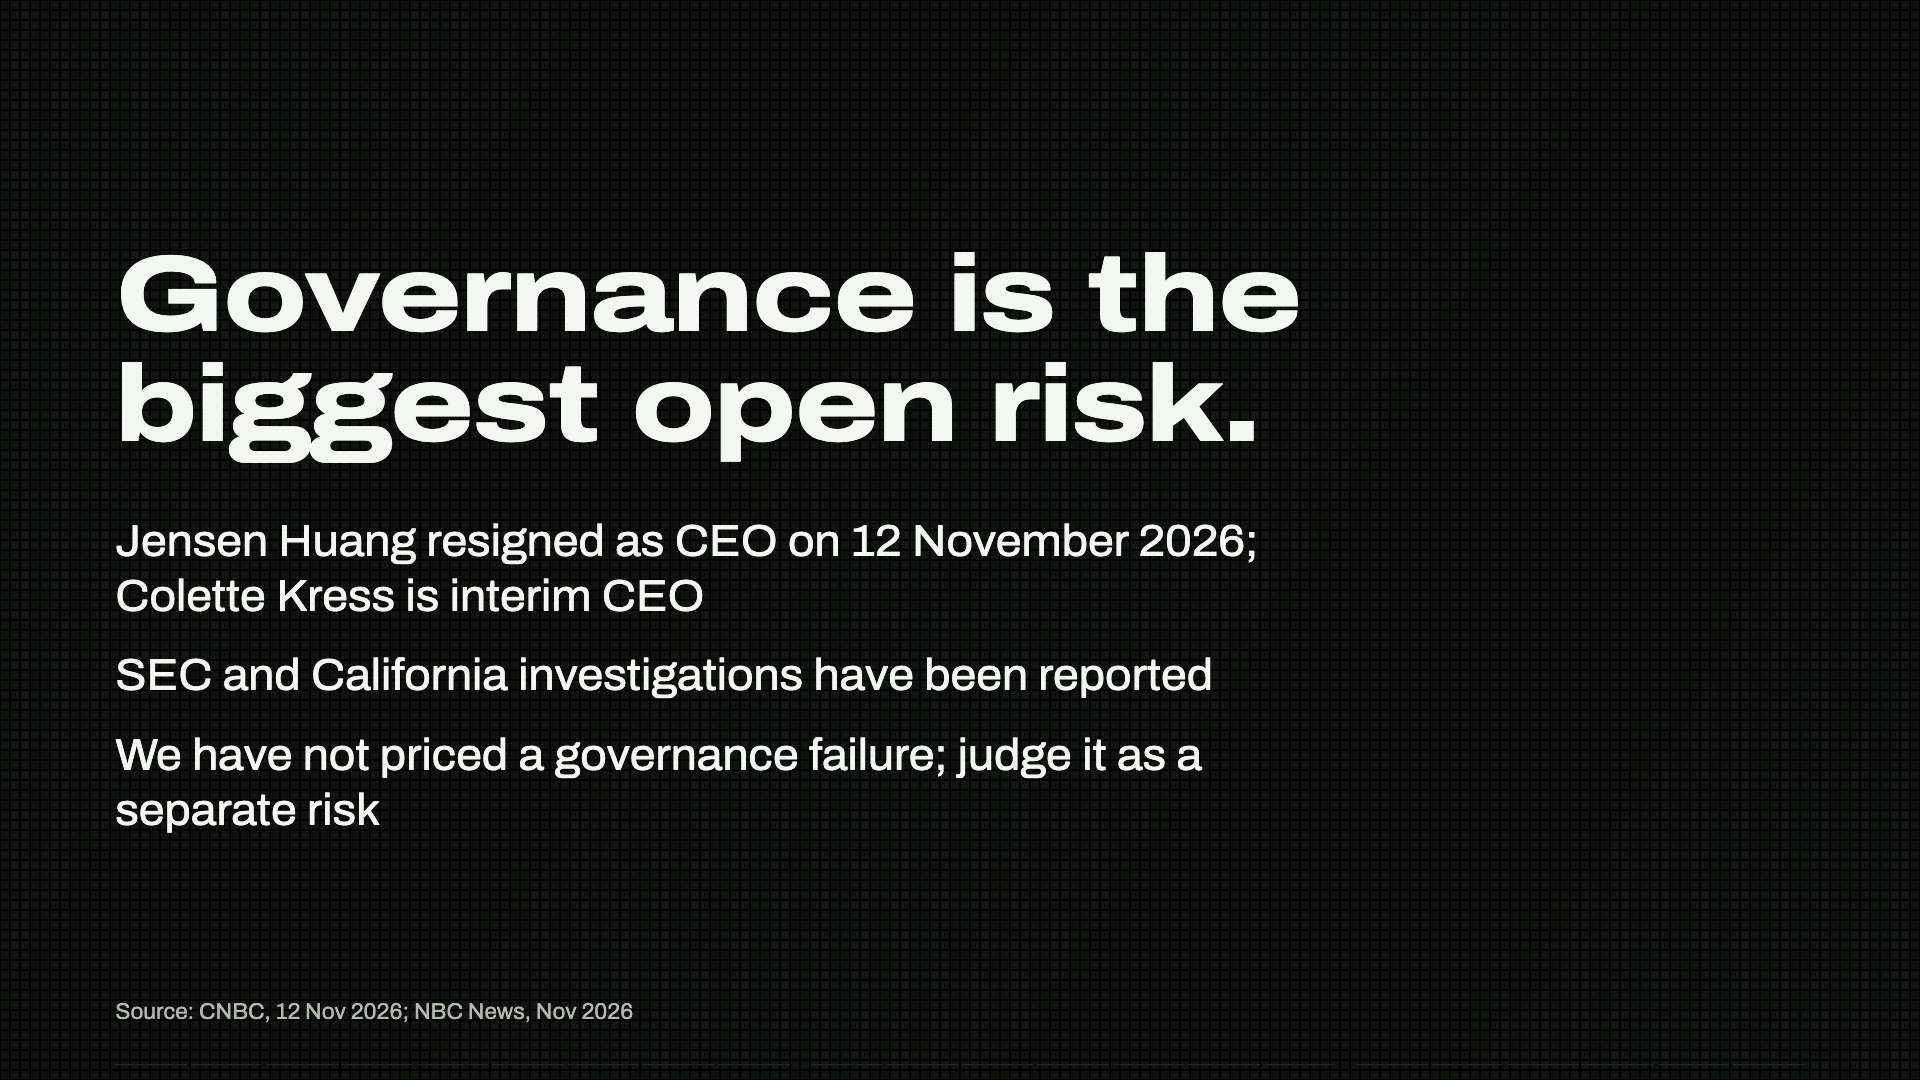 Governance is the
biggest open risk.
Jensen Huang resigned as CEO on 12 November 2026;
Colette Kress is interim CEO
SEC and California investigations have been reported
We have not priced a governance failure; judge it as a
separate risk
Source: CNBC, 12 Nov 2026; NBC News, Nov 2026